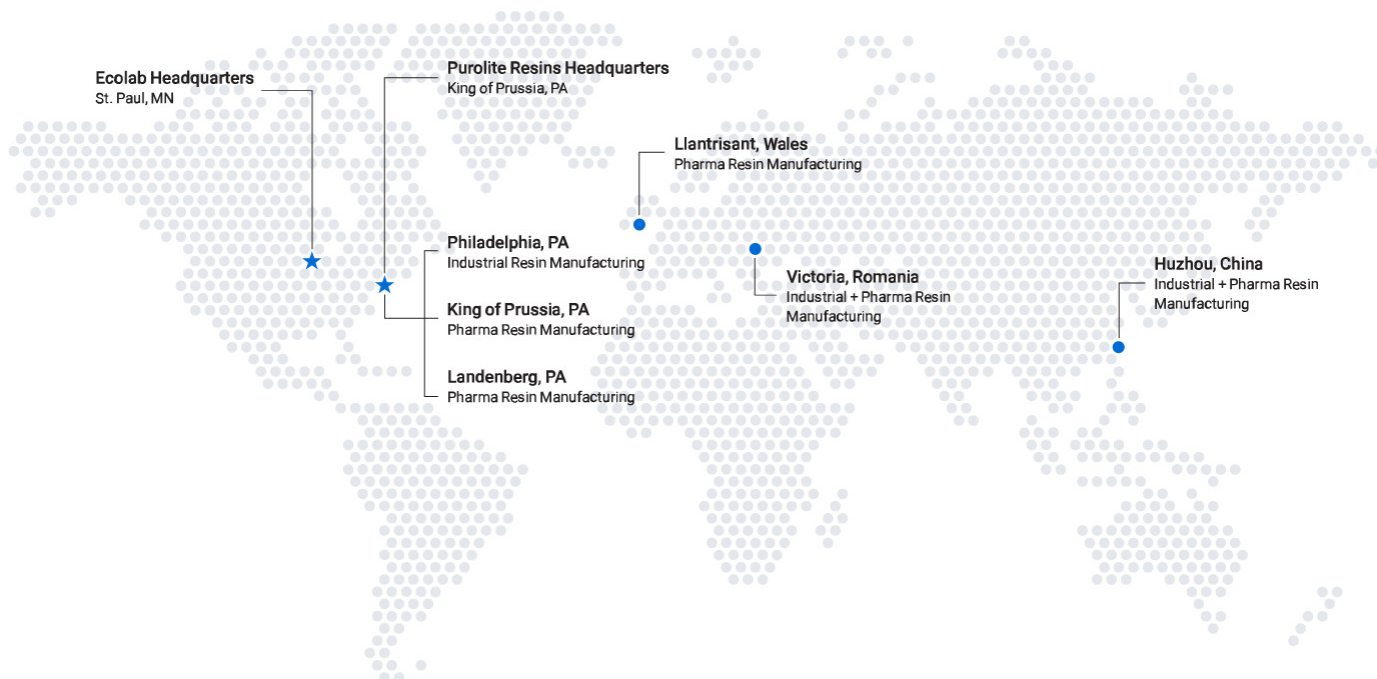 Ecolab Headquarters
St. Paul, MN
Purolite Resins Headquarters
King of Prussia, PA
Llantrisant, Wales
Pharma Resin Manufacturing
Philadelphia, PA
Industrial Resin Manufacturing
King of Prussia, PA
Pharma Resin Manufacturing
Landenberg, PA
Pharma Resin Manufacturing
Victoria, Romania
Industrial + Pharma Resin
Manufacturing
Huzhou, China
Industrial + Pharma Resin
Manufacturing